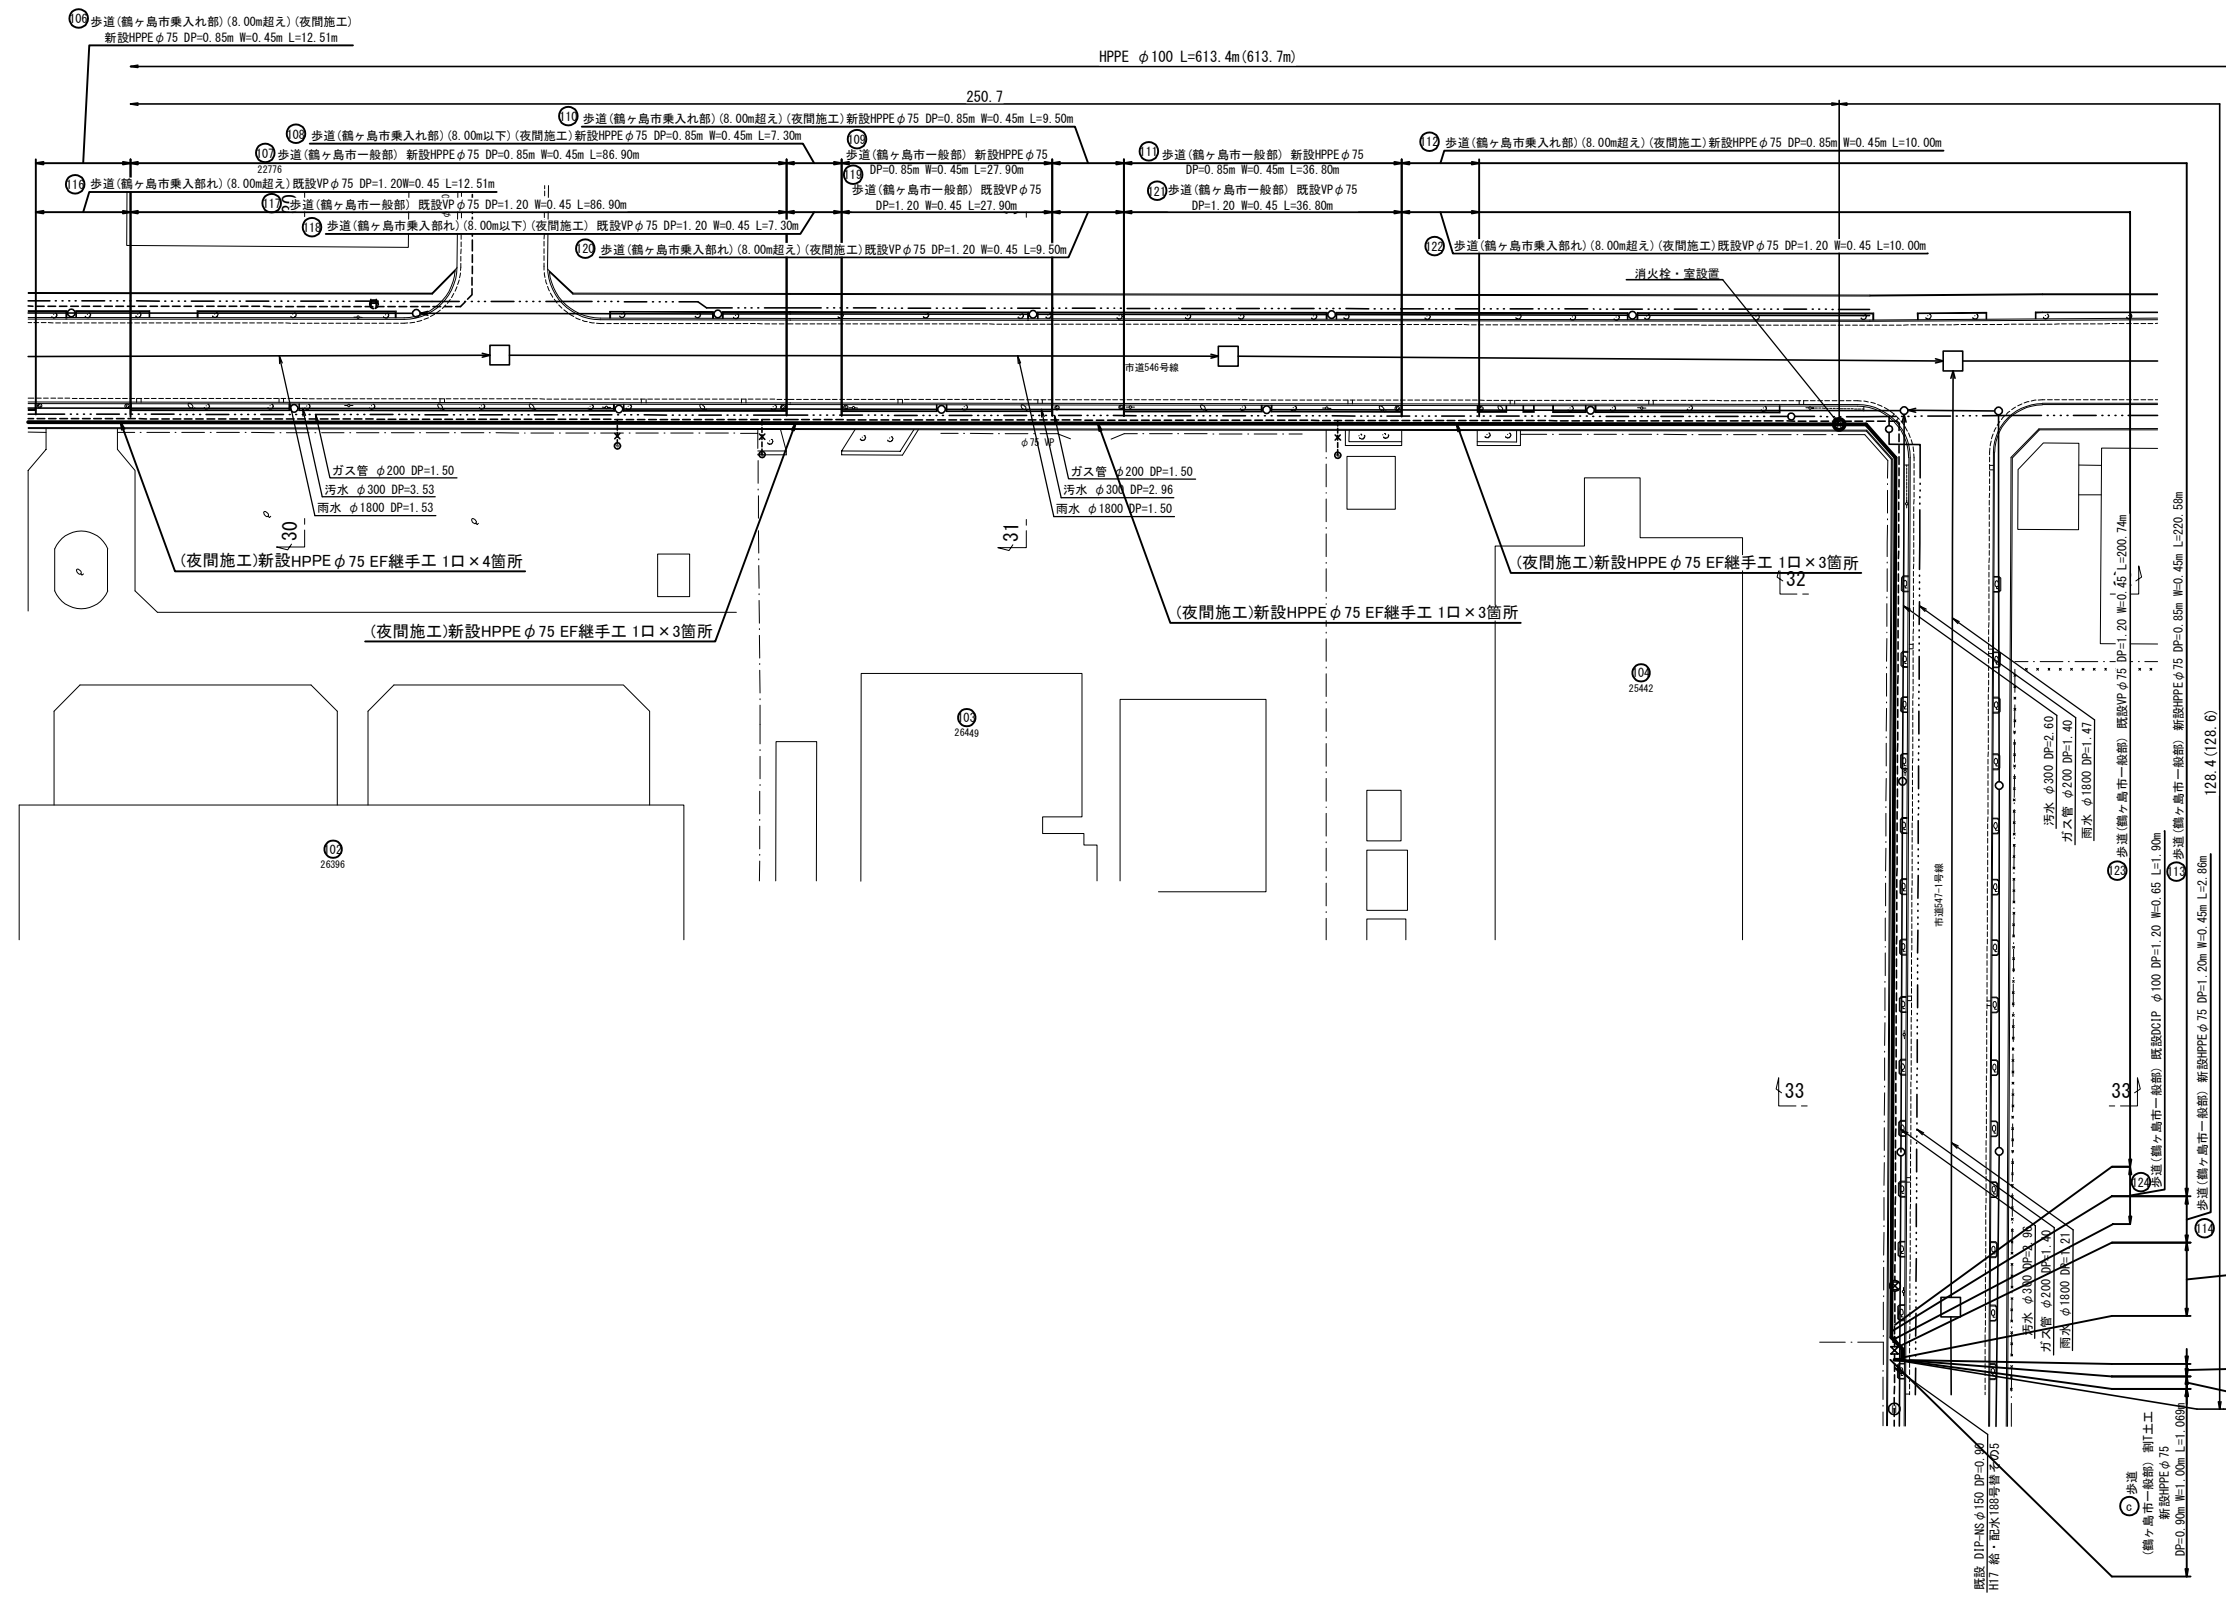 106 歩道(鶴ヶ島市乗入れ部)(8.00m超え)(夜間施工)
新設HPPEφ75 DP=0.85m W=0.45m L=12.51m
HPPE φ100 L=613.4m(613.7m)
250.7
110 歩道(鶴ヶ島市乗入れ部)(8.00m超え)(夜間施工)新設HPPEφ75 DP=0.85m W=0.45m L=9.50m
108 歩道(鶴ヶ島市乗入れ部)(8.00m以下)(夜間施工)新設HPPEφ75 DP=0.85m W=0.45m L=7.30m
107 歩道(鶴ヶ島市一般部) 新設HPPEφ75 DP=0.85m W=0.45m L=86.90m
22776
109
歩道(鶴ヶ島市一般部) 新設HPPEφ75
DP=0.85m W=0.45m L=27.90m
111 歩道(鶴ヶ島市一般部) 新設HPPEφ75
DP=0.85m W=0.45m L=36.80m
112 歩道(鶴ヶ島市乗入れ部)(8.00m超え)(夜間施工)新設HPPEφ75 DP=0.85m W=0.45m L=10.00m
116 歩道(鶴ヶ島市乗入部れ)(8.00m超え)既設VPφ75 DP=1.20W=0.45 L=12.51m
117 歩道(鶴ヶ島市一般部) 既設VPφ75 DP=1.20 W=0.45 L=86.90m
118 歩道(鶴ヶ島市乗入部れ)(8.00m以下)(夜間施工) 既設VPφ75 DP=1.20 W=0.45 L=7.30m
119
歩道(鶴ヶ島市一般部) 既設VPφ75
DP=1.20 W=0.45 L=27.90m
120 歩道(鶴ヶ島市乗入部れ)(8.00m超え)(夜間施工)既設VPφ75 DP=1.20 W=0.45 L=9.50m
121 歩道(鶴ヶ島市一般部) 既設VPφ75
DP=1.20 W=0.45 L=36.80m
122 歩道(鶴ヶ島市乗入部れ)(8.00m超え)(夜間施工)既設VPφ75 DP=1.20 W=0.45 L=10.00m
消火栓・室設置
市道546号線
φ75 VP
ガス管 φ200 DP=1.50
汚水 φ300 DP=3.53
雨水 φ1800 DP=1.53
ガス管 φ200 DP=1.50
汚水 φ300 DP=2.96
雨水 φ1800 DP=1.50
30
31
32
(夜間施工)新設HPPEφ75 EF継手工 1口×4箇所
(夜間施工)新設HPPEφ75 EF継手工 1口×3箇所
(夜間施工)新設HPPEφ75 EF継手工 1口×3箇所
(夜間施工)新設HPPEφ75 EF継手工 1口×3箇所
102
26396
103
26449
104
25442
汚水 φ300 DP=2.60
ガス管 φ200 DP=1.40
雨水 φ1800 DP=1.47
市道547-1号線
123 歩道(鶴ヶ島市一般部) 既設VPφ75 DP=1.20 W=0.45 L=200.74m
113 歩道(鶴ヶ島市一般部) 新設HPPEφ75 DP=0.85m W=0.45m L=220.58m
128.4(128.6)
124 歩道(鶴ヶ島市一般部) 既設DCIP φ100 DP=1.20 W=0.65 L=1.90m
114 歩道(鶴ヶ島市一般部) 新設HPPEφ75 DP=1.20m W=0.45m L=2.86m
33
33
汚水 φ300 DP=2.96
ガス管 φ200 DP=1.40
雨水 φ1800 DP=1.21
既設 DIP-NSφ150 DP=0.90
H17 給・配水188号替その5
c 歩道
(鶴ヶ島市一般部) 割T土工
新設HPPEφ75
DP=0.90m W=1.00m L=1.069m